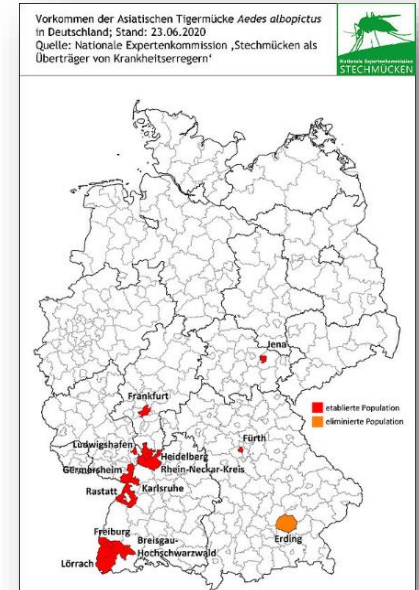 Vorkommen der Asiatischen Tigermücke Aedes albopictus
in Deutschland; Stand: 23.06.2020
Quelle: Nationale Expertenkommission ‚Stechmücken als
Überträger von Krankheitserregern‘
Nationale Expertenkommission
STECHMÜCKEN
Jena
Frankfurt
etablierte Population
eliminierte Population
Fürth
Ludwigshafen
Heidelberg
Germersheim
Rhein-Neckar-Kreis
Rastatt
Karlsruhe
Erding
Freiburg
Breisgau-
Hochschwarzwald
Lörrach